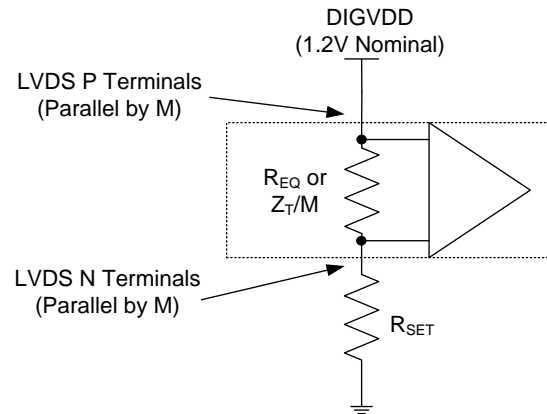 DIGVDD
(1.2V Nominal)
LVDS P Terminals
(Parallel by M)
R_EQ or
Z_T/M
LVDS N Terminals
(Parallel by M)
R_SET